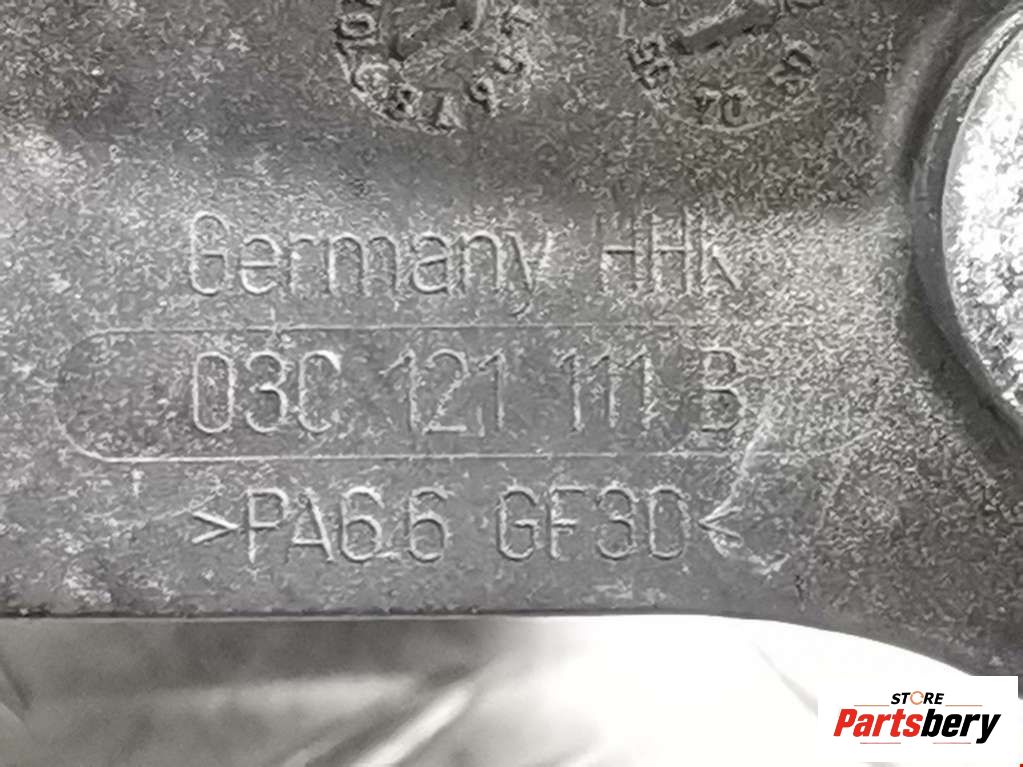 Germany HHK
03C 121 111 B
>PA6.6 GF30<
STORE
Partsbery